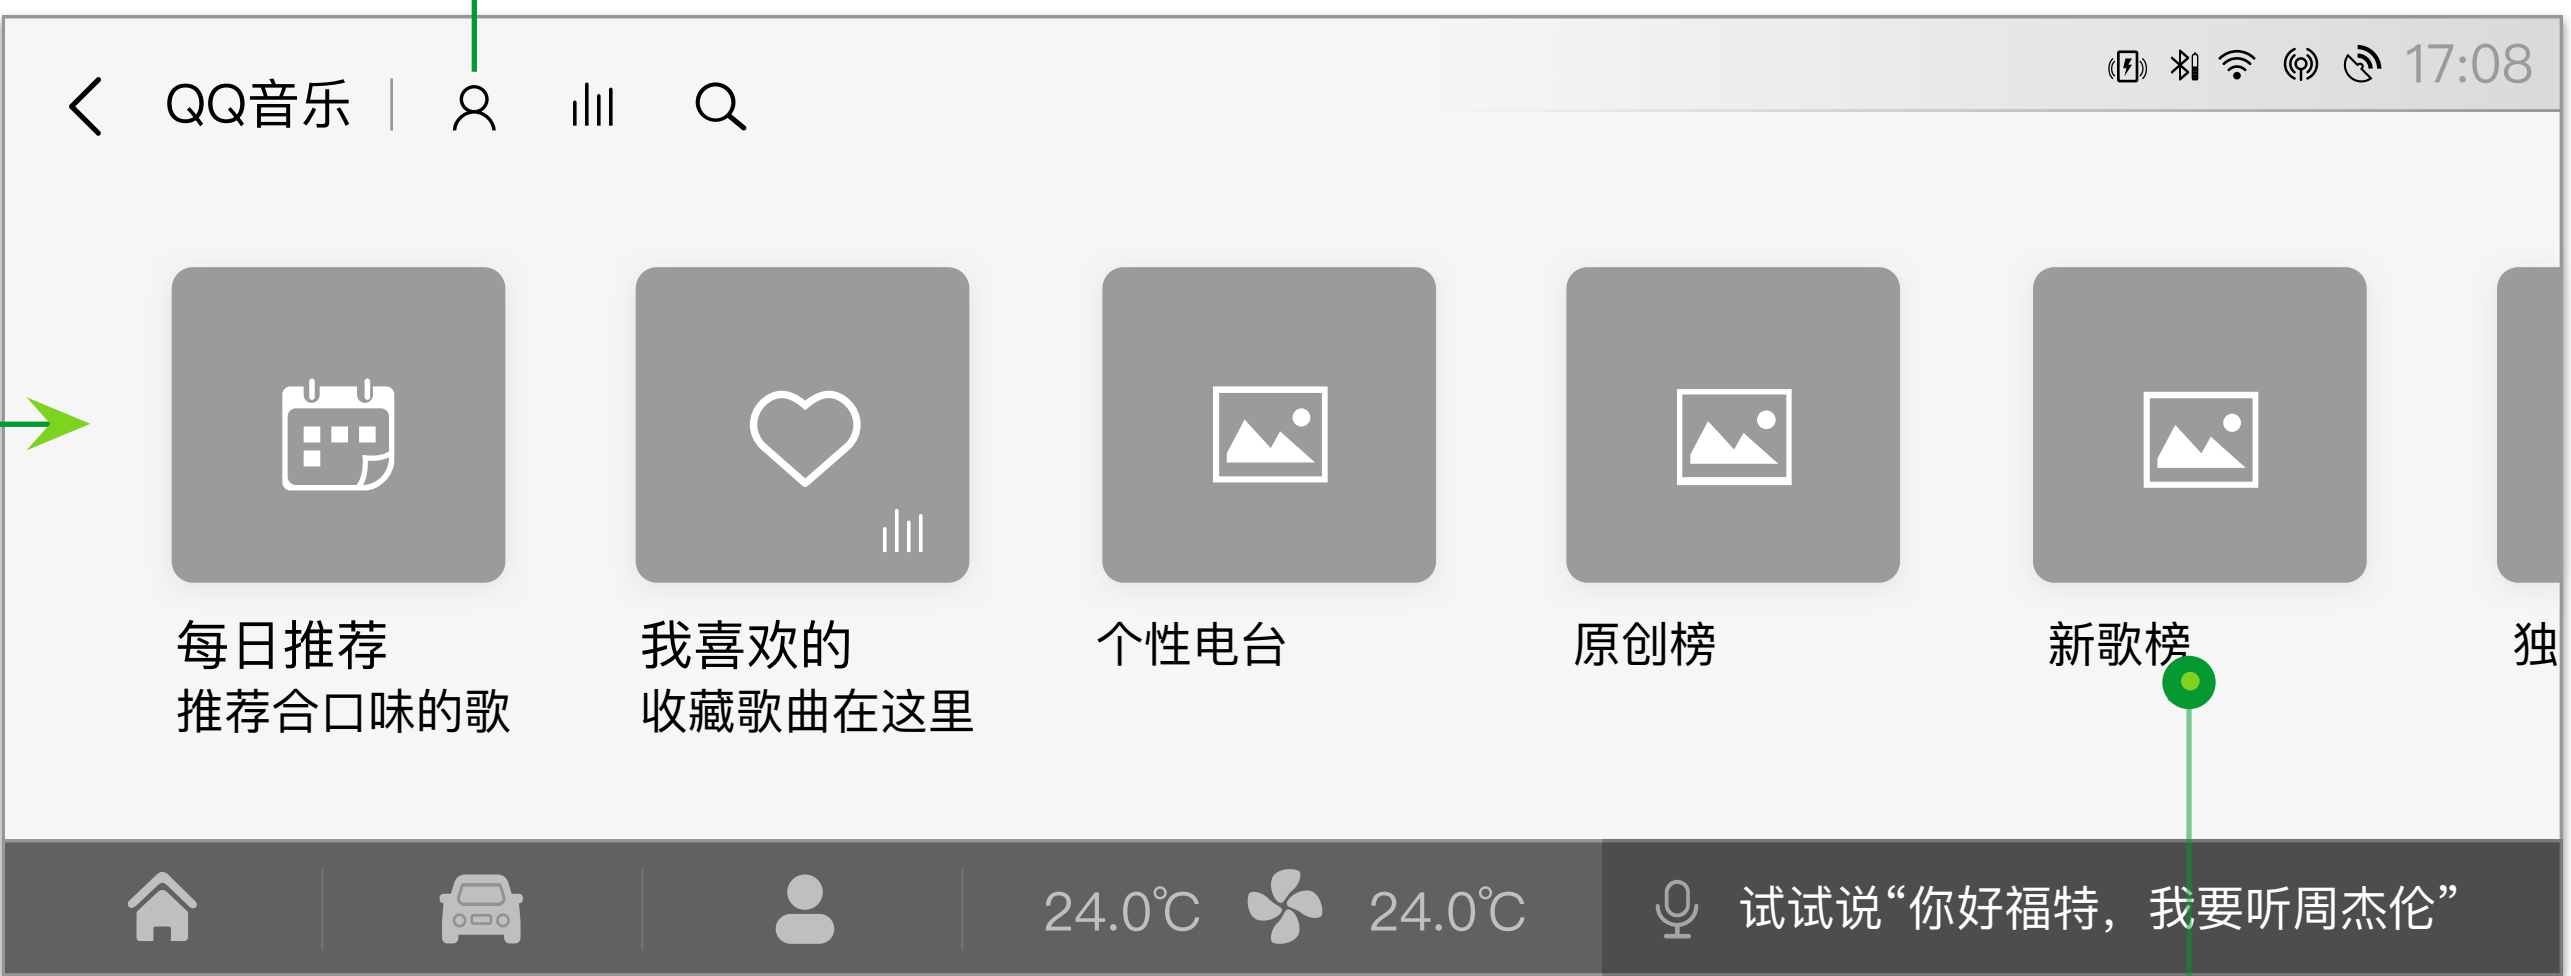 17:08
QQ音乐
每日推荐
推荐合口味的歌
我喜欢的
收藏歌曲在这里
个性电台
原创榜
新歌榜
独
24.0℃
24.0℃
试试说“你好福特，我要听周杰伦”